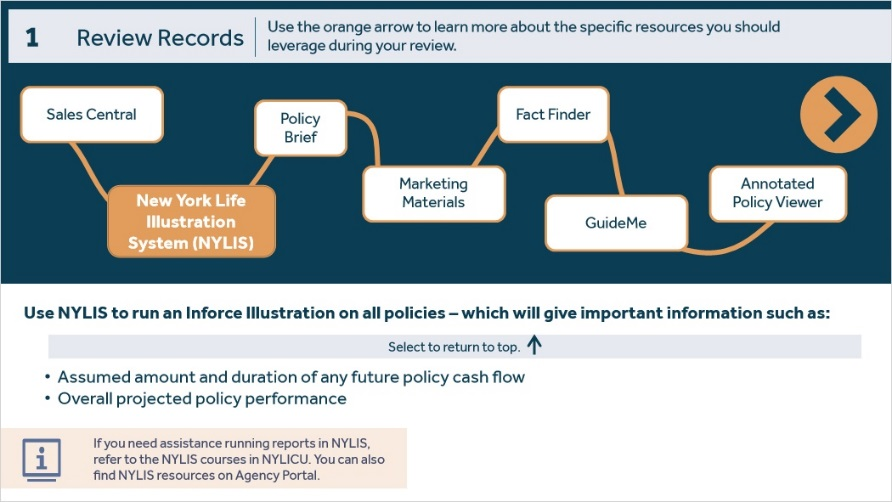 1 Review Records
Use the orange arrow to learn more about the specific resources you should
leverage during your review.
Sales Central
New York Life
Illustration
System (NYLIS)
Policy
Brief
Marketing
Materials
Fact Finder
GuideMe
Annotated
Policy Viewer
Use NYLIS to run an Inforce Illustration on all policies – which will give important information such as:
Select to return to top. ↑
• Assumed amount and duration of any future policy cash flow
• Overall projected policy performance
If you need assistance running reports in NYLIS,
refer to the NYLIS courses in NYLICU. You can also
find NYLIS resources on Agency Portal.